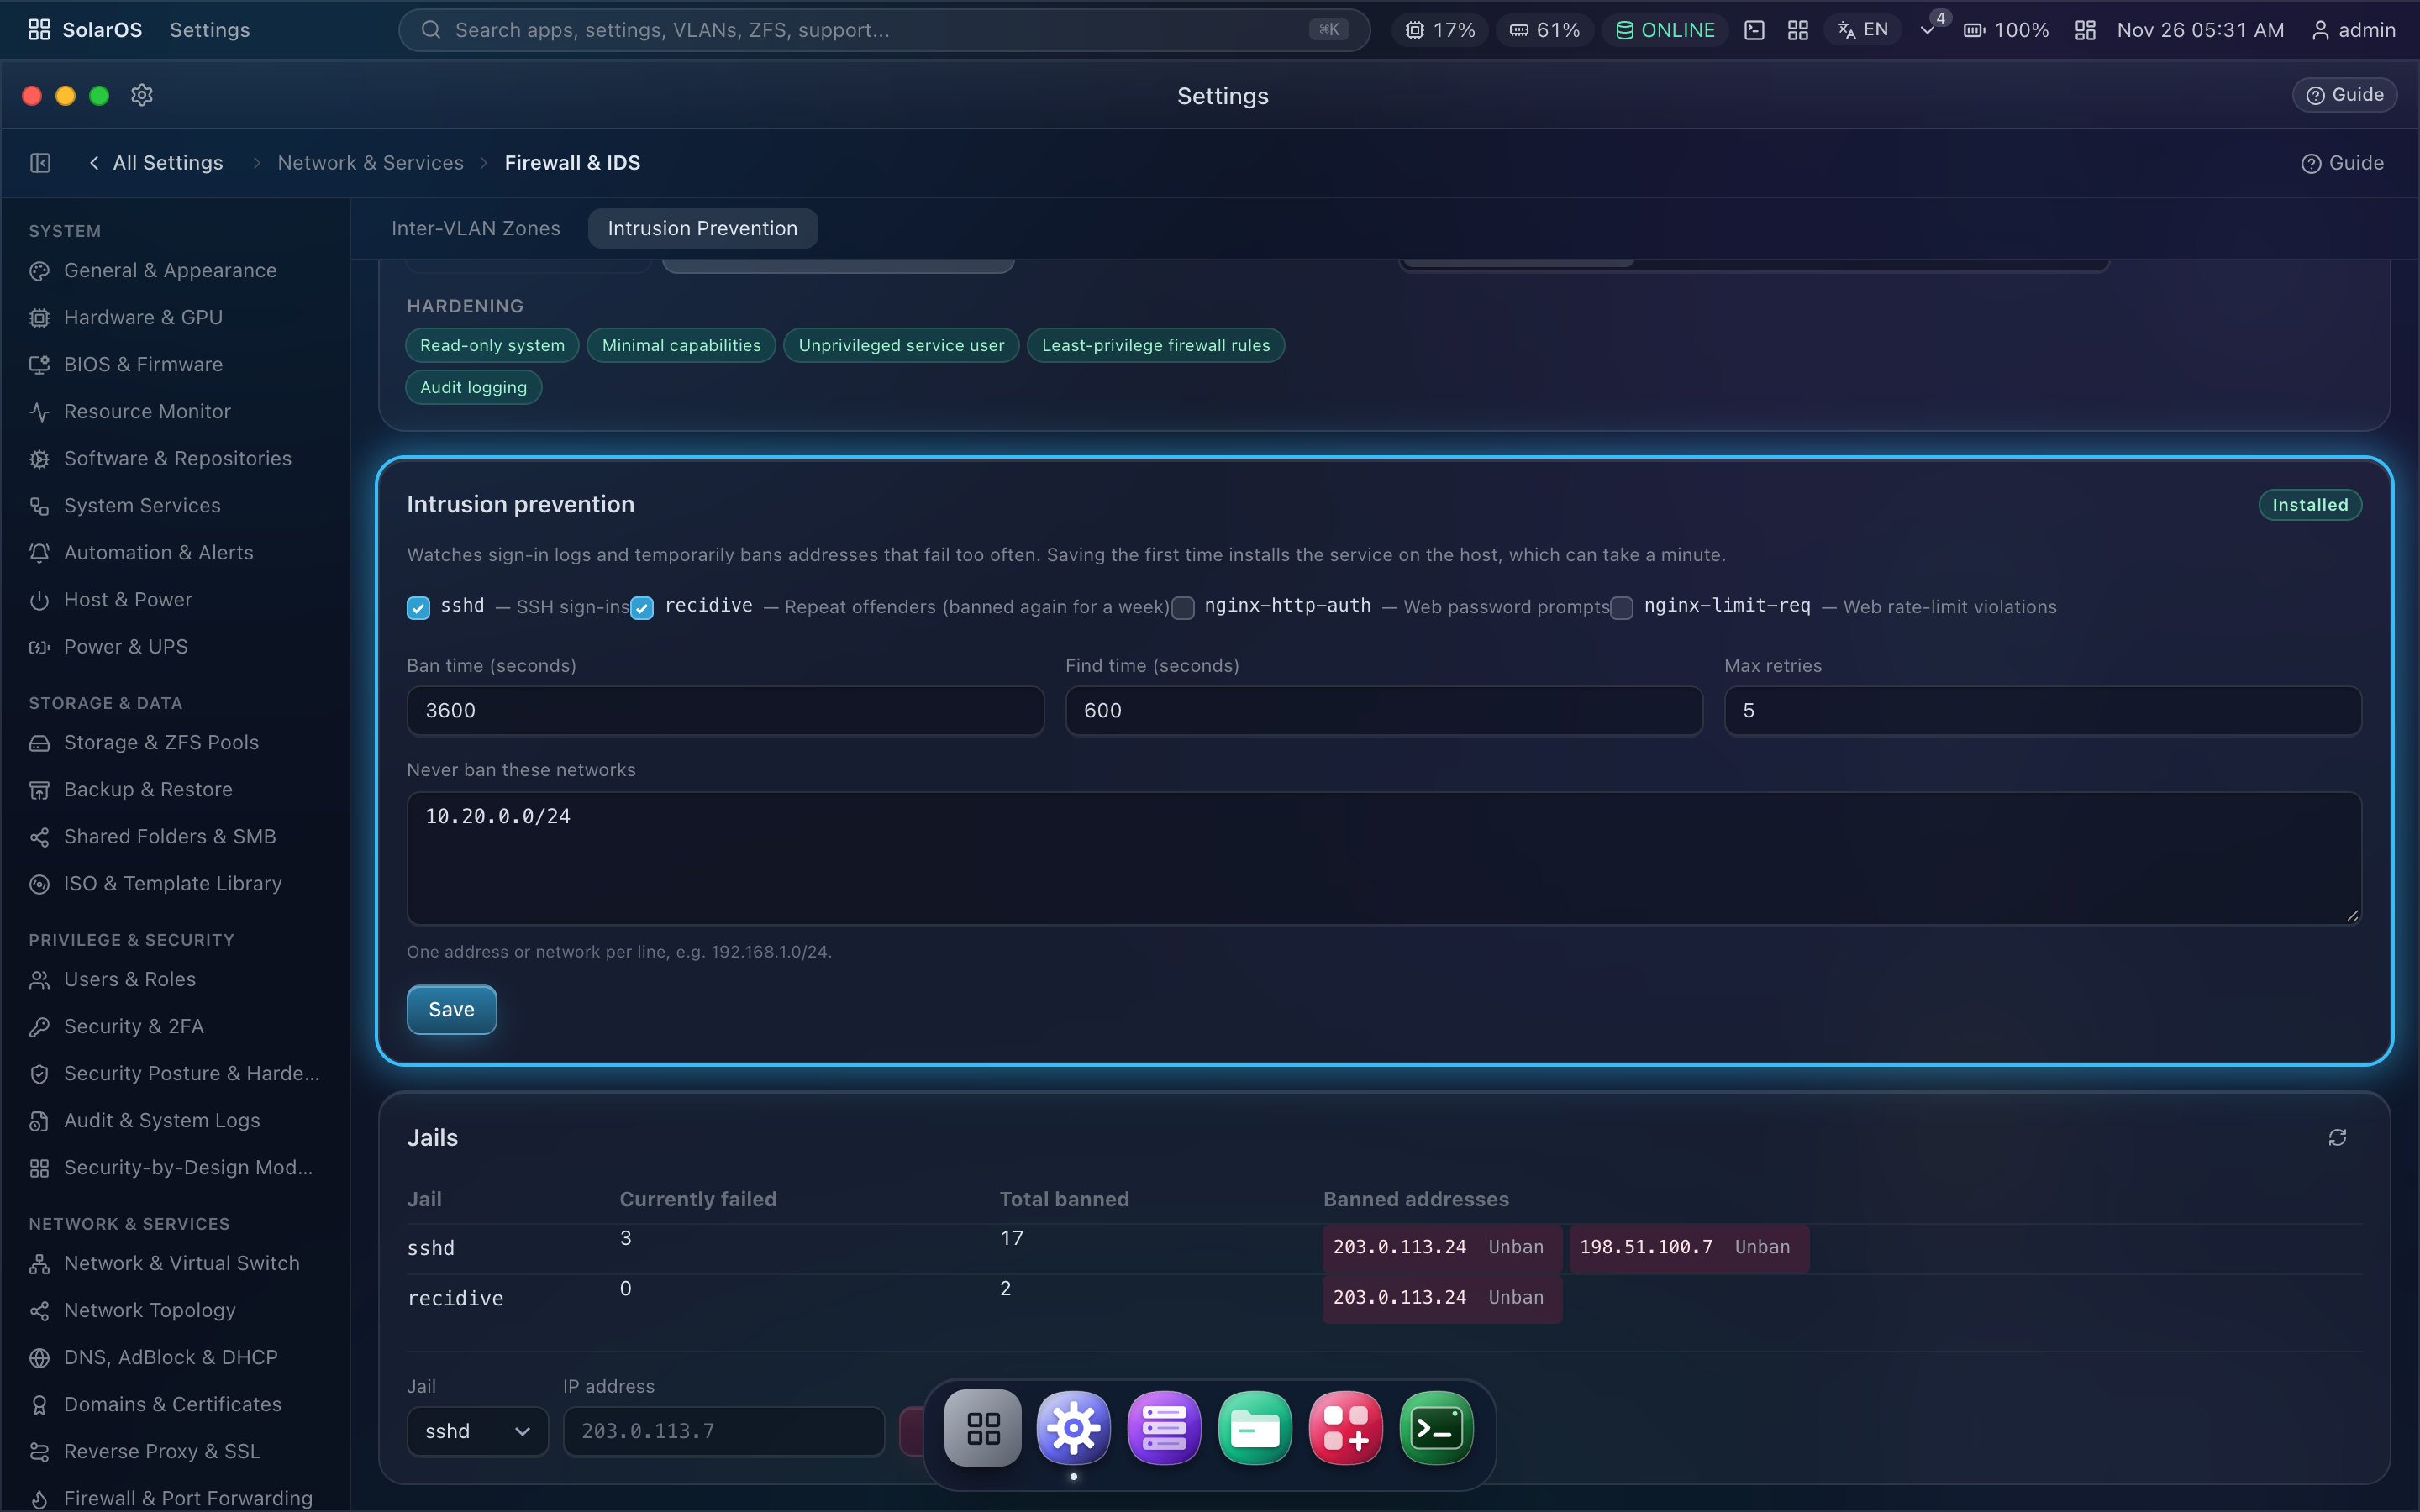 SolarOS Settings Search apps, settings, VLANs, ZFS, support... ⌘K 17% 61% ONLINE EN 4 100% Nov 26 05:31 AM admin
Settings Guide
All Settings Network & Services Firewall & IDS Guide
SYSTEM
General & Appearance
Hardware & GPU
BIOS & Firmware
Resource Monitor
Software & Repositories
System Services
Automation & Alerts
Host & Power
Power & UPS
STORAGE & DATA
Storage & ZFS Pools
Backup & Restore
Shared Folders & SMB
ISO & Template Library
PRIVILEGE & SECURITY
Users & Roles
Security & 2FA
Security Posture & Harde...
Audit & System Logs
Security-by-Design Mod...
NETWORK & SERVICES
Network & Virtual Switch
Network Topology
DNS, AdBlock & DHCP
Domains & Certificates
Reverse Proxy & SSL
Firewall & Port Forwarding
Inter-VLAN Zones Intrusion Prevention
HARDENING
Read-only system Minimal capabilities Unprivileged service user Least-privilege firewall rules
Audit logging
Intrusion prevention Installed
Watches sign-in logs and temporarily bans addresses that fail too often. Saving the first time installs the service on the host, which can take a minute.
sshd — SSH sign-ins recidive — Repeat offenders (banned again for a week) nginx-http-auth — Web password prompts nginx-limit-req — Web rate-limit violations
Ban time (seconds) Find time (seconds) Max retries
3600 600 5
Never ban these networks
10.20.0.0/24
One address or network per line, e.g. 192.168.1.0/24.
Save
Jails
Jail Currently failed Total banned Banned addresses
sshd 3 17 203.0.113.24 Unban 198.51.100.7 Unban
recidive 0 2 203.0.113.24 Unban
Jail IP address
sshd 203.0.113.7